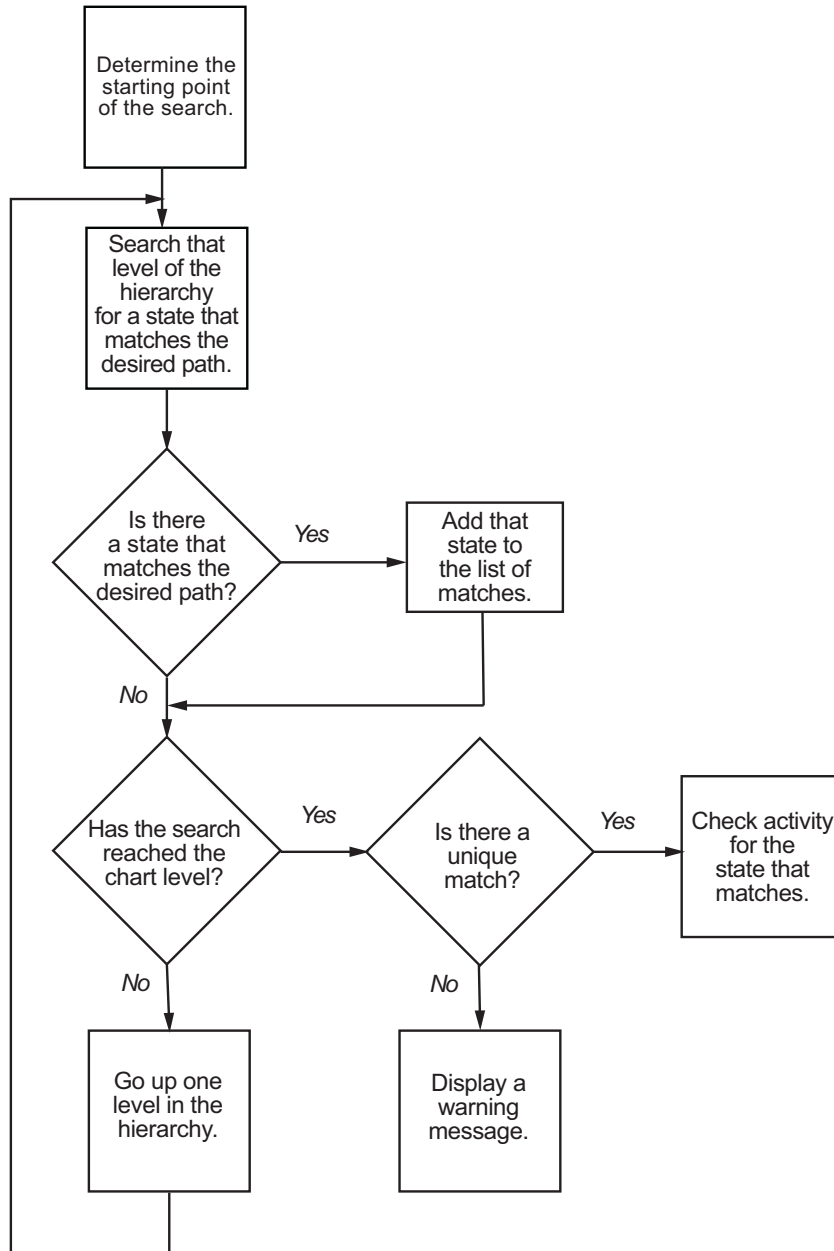 Determine the
starting point
of the search.
Search that
level of the
hierarchy
for a state that
matches the
desired path.
Is there
a state that
matches the
desired path?
Yes
Add that
state to
the list of
matches.
No
Has the search
reached the
chart level?
Yes
Is there a
unique
match?
Yes
Check activity
for the
state that
matches.
No
No
Go up one
level in the
hierarchy.
Display a
warning
message.